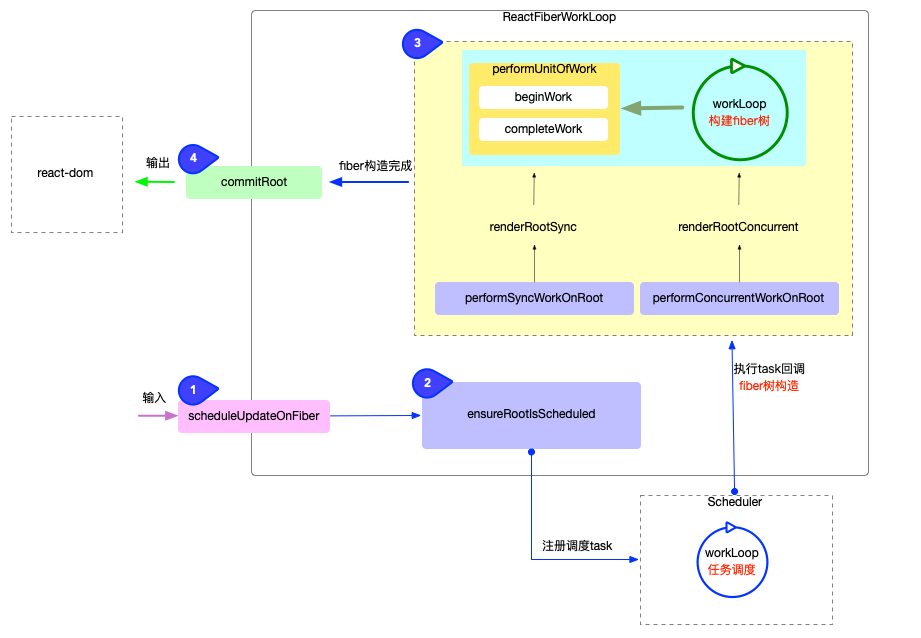 ReactFiberWorkLoop
3
performUnitOfWork
beginWork
completeWork
workLoop
构建fiber树
react-dom
输出
4
commitRoot
fiber构造完成
renderRootSync
renderRootConcurrent
performSyncWorkOnRoot
performConcurrentWorkOnRoot
执行task回调
fiber树构造
输入
1
scheduleUpdateOnFiber
2
ensureRootIsScheduled
注册调度task
Scheduler
workLoop
任务调度